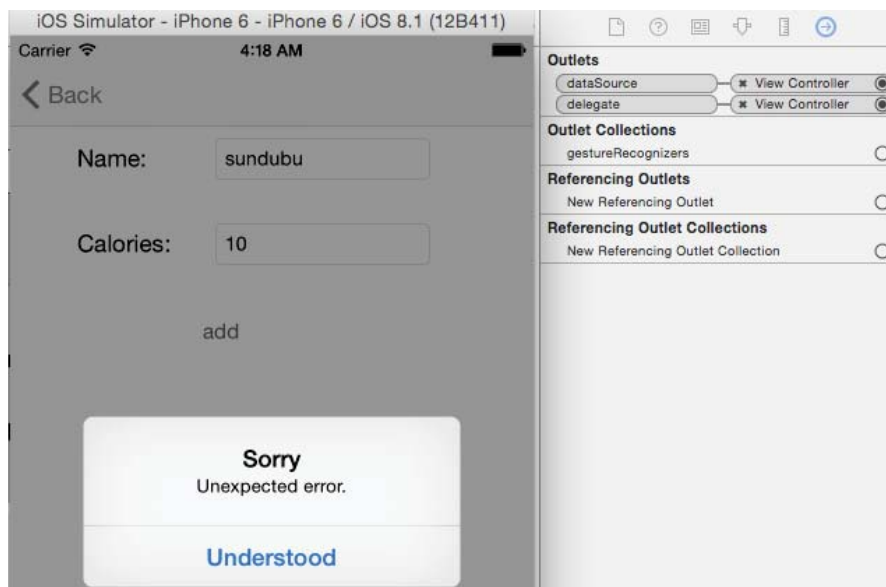 iOS Simulator - iPhone 6 - iPhone 6 / iOS 8.1 (12B411)
Carrier
4:18 AM
Back
Name:
sundubu
Calories:
10
add
Sorry
Unexpected error.
Understood
Outlets
dataSource
View Controller
delegate
View Controller
Outlet Collections
gestureRecognizers
Referencing Outlets
New Referencing Outlet
Referencing Outlet Collections
New Referencing Outlet Collection